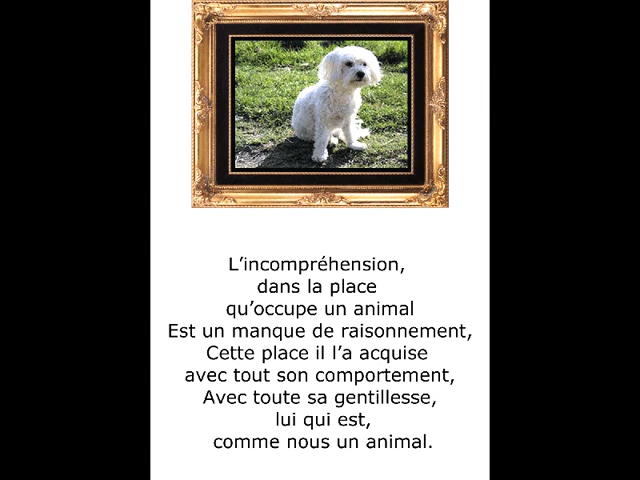 L’incompréhension,
dans la place
qu’occupe un animal
Est un manque de raisonnement,
Cette place il l’a acquise
avec tout son comportement,
Avec toute sa gentillesse,
lui qui est,
comme nous un animal.